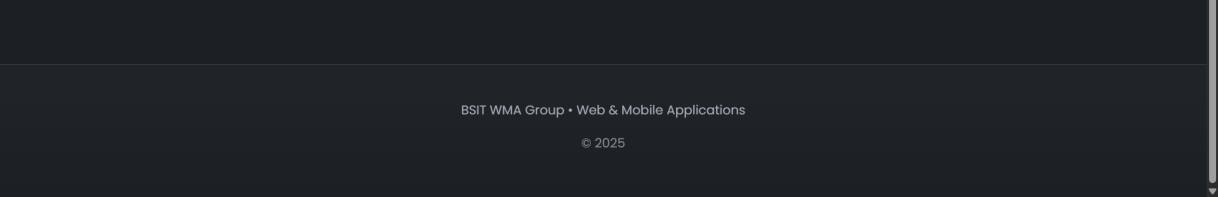 BSIT WMA Group • Web & Mobile Applications
© 2025